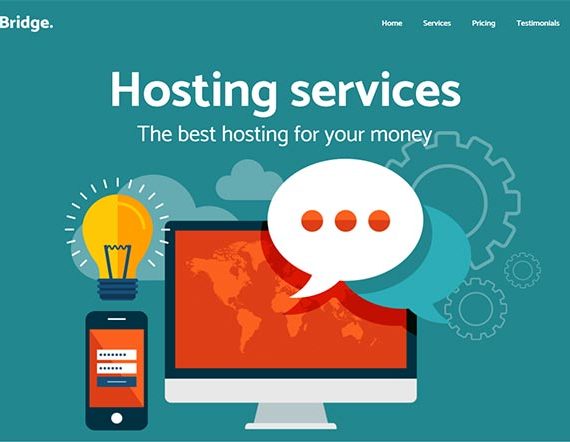 Bridge.
Home Services Pricing Testimonials
Hosting services
The best hosting for your money